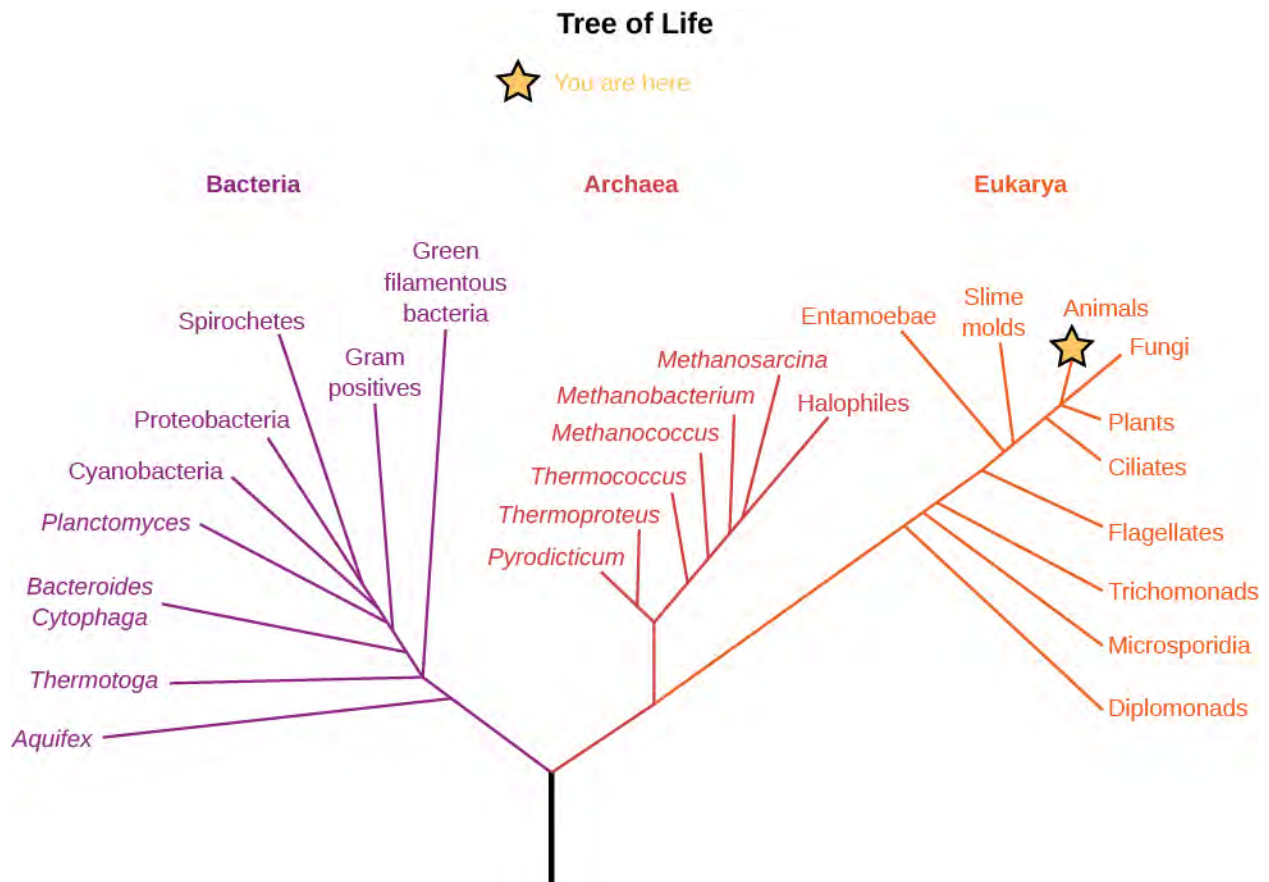 Tree of Life
You are here
Bacteria
Archaea
Eukarya
Green
filamentous
bacteria
Spirochetes
Gram
positives
Proteobacteria
Cyanobacteria
Planctomyces
Bacteroides
Cytophaga
Thermotoga
Aquifex
Methanosarcina
Methanobacterium
Halophiles
Methanococcus
Thermococcus
Thermoproteus
Pyrodicticum
Entamoebae
Slime
molds
Animals
Fungi
Plants
Ciliates
Flagellates
Trichomonads
Microsporidia
Diplomonads